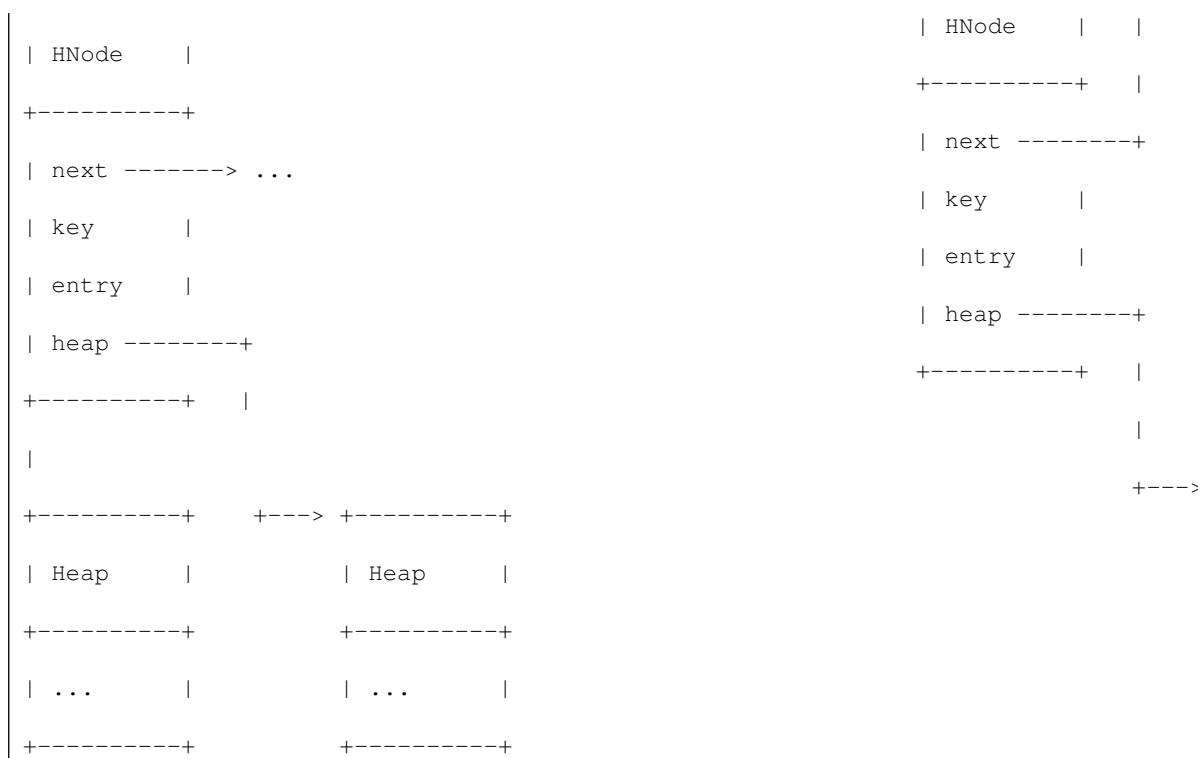 | HNode    |
+----------+
| next -------> ...
| key      |
| entry    |
| heap --------+
+----------+   |
|
+----------+    +---> +----------+
| Heap     |          | Heap     |
+----------+          +----------+
| ...      |          | ...      |
+----------+          +----------+
| HNode    |   |
+----------+   |
| next --------+
| key      |
| entry    |
| heap --------+
+----------+   |
|
+--->